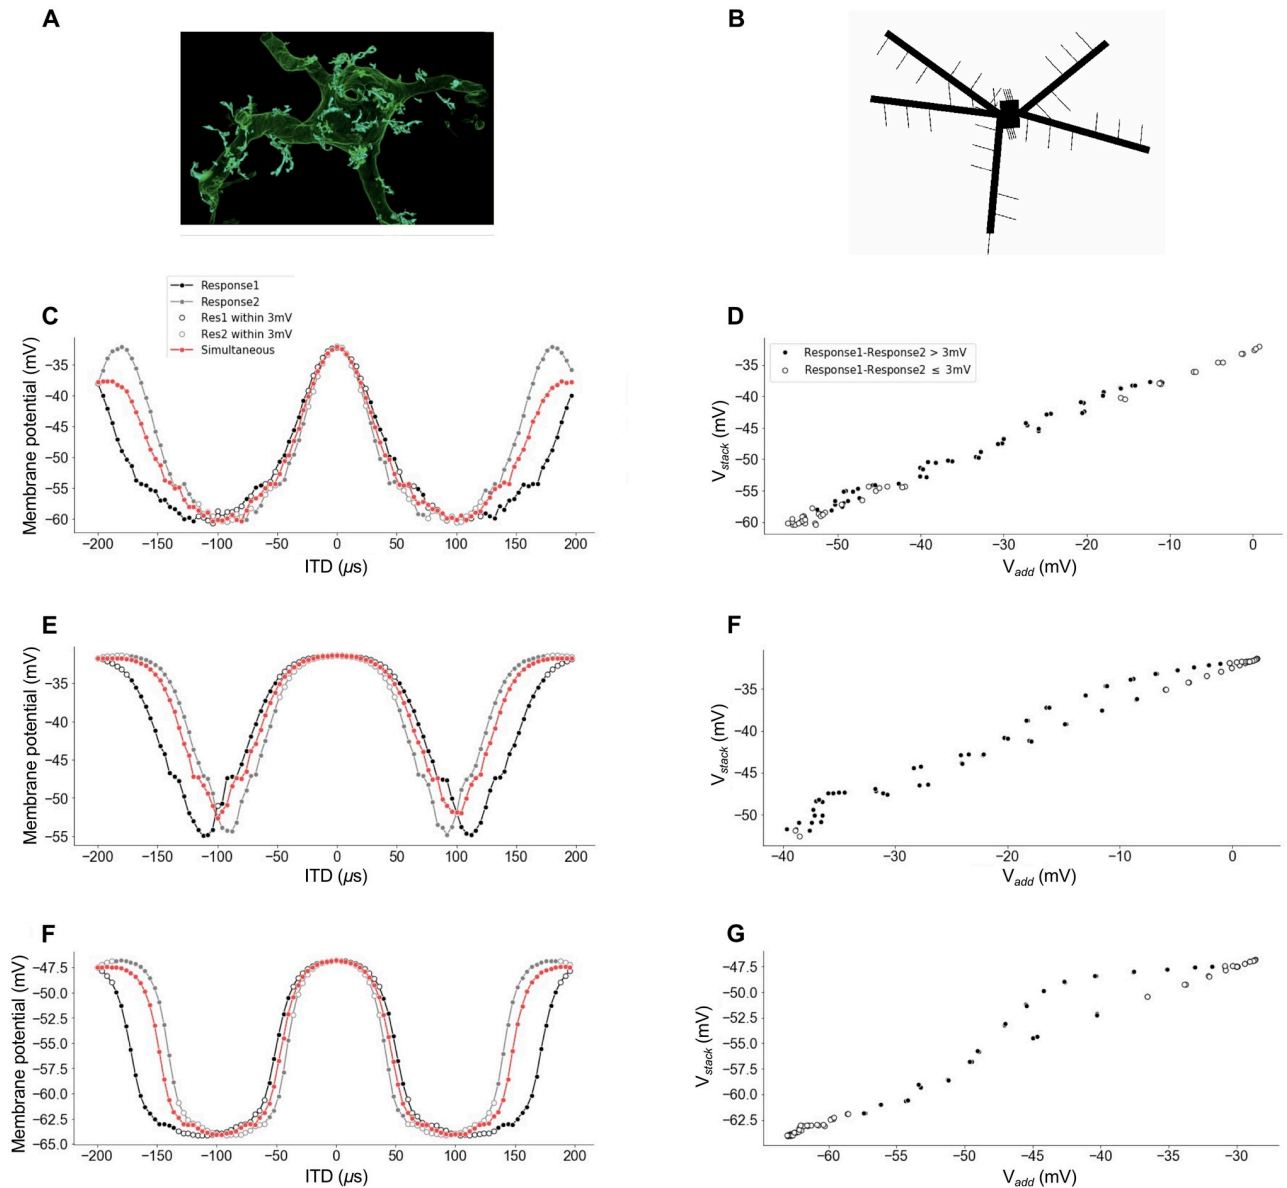 A
B
C
Response1
Response2
Res1 within 3mV
Res2 within 3mV
Simultaneous
Membrane potential (mV)
−35
−40
−45
−50
−55
−60
−200 −150 −100 −50 0 50 100 150 200
ITD (µs)
D
Response1-Response2 > 3mV
Response1-Response2 ≤ 3mV
Vstack (mV)
−35
−40
−45
−50
−55
−60
−50 −40 −30 −20 −10 0
Vadd (mV)
E
Membrane potential (mV)
−35
−40
−45
−50
−55
−200 −150 −100 −50 0 50 100 150 200
ITD (µs)
F
Vstack (mV)
−35
−40
−45
−50
−40 −30 −20 −10 0
Vadd (mV)
F
Membrane potential (mV)
−47.5
−50.0
−52.5
−55.0
−57.5
−60.0
−62.5
−65.0
−200 −150 −100 −50 0 50 100 150 200
ITD (µs)
G
Vstack (mV)
−47.5
−50.0
−52.5
−55.0
−57.5
−60.0
−62.5
−60 −55 −50 −45 −40 −35 −30
Vadd (mV)